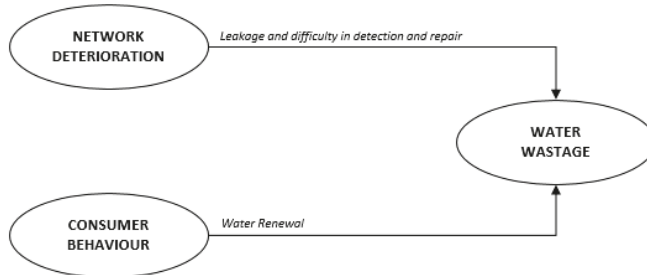 NETWORK
DETERIORATION
Leakage and difficulty in detection and repair
WATER
WASTAGE
CONSUMER
BEHAVIOUR
Water Renewal